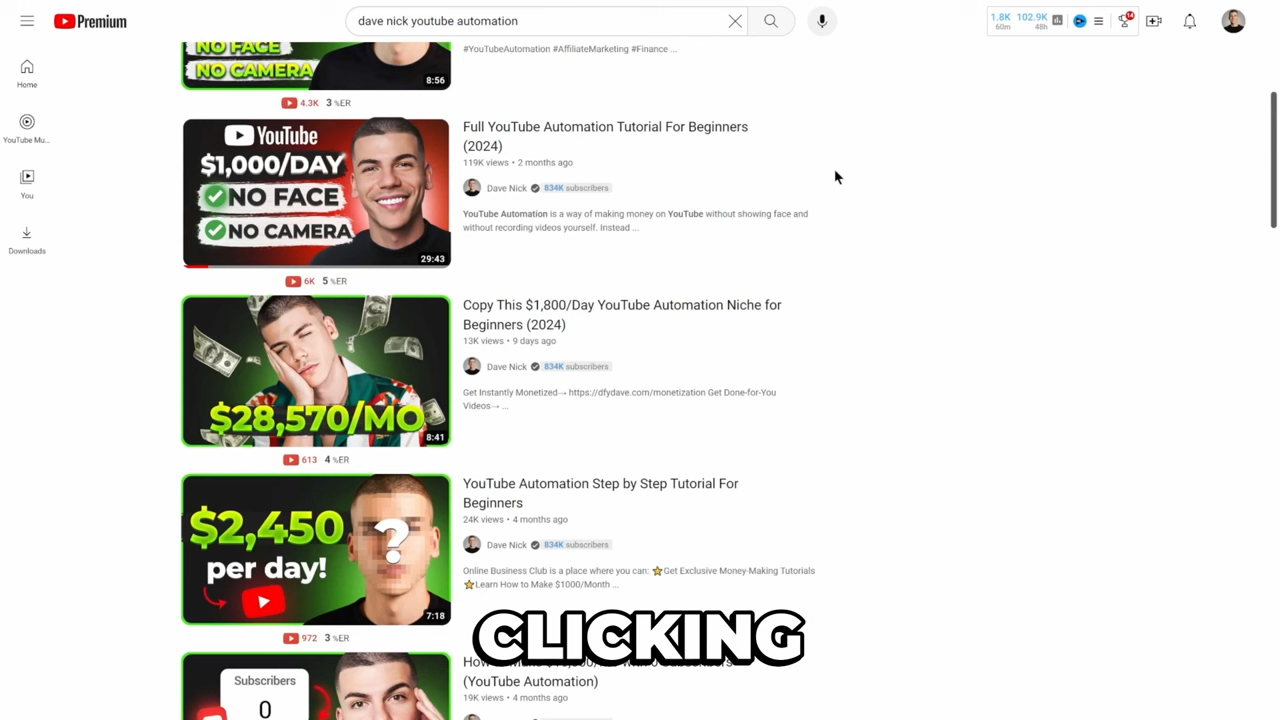 Premium
dave nick youtube automation
1.8K 102.9K
60m 48h
14
Home
YouTube Mu...
You
Downloads
NO FACE
NO CAMERA
8:56
#YouTubeAutomation #AffiliateMarketing #Finance ...
4.3K 3 %ER
YouTube
$1,000/DAY
NO FACE
NO CAMERA
29:43
Full YouTube Automation Tutorial For Beginners
(2024)
119K views • 2 months ago
Dave Nick 834K subscribers
YouTube Automation is a way of making money on YouTube without showing face and
without recording videos yourself. Instead ...
6K 5 %ER
$28,570/MO
8:41
Copy This $1,800/Day YouTube Automation Niche for
Beginners (2024)
13K views • 9 days ago
Dave Nick 834K subscribers
Get Instantly Monetized→ https://dfydave.com/monetization Get Done-for-You
Videos→ ...
613 4 %ER
$2,450
per day!
?
7:18
YouTube Automation Step by Step Tutorial For
Beginners
24K views • 4 months ago
Dave Nick 834K subscribers
Online Business Club is a place where you can: ⭐Get Exclusive Money-Making Tutorials
⭐Learn How to Make $1000/Month ...
972 3 %ER
CLICKING
Subscribers
0
(YouTube Automation)
19K views • 4 months ago